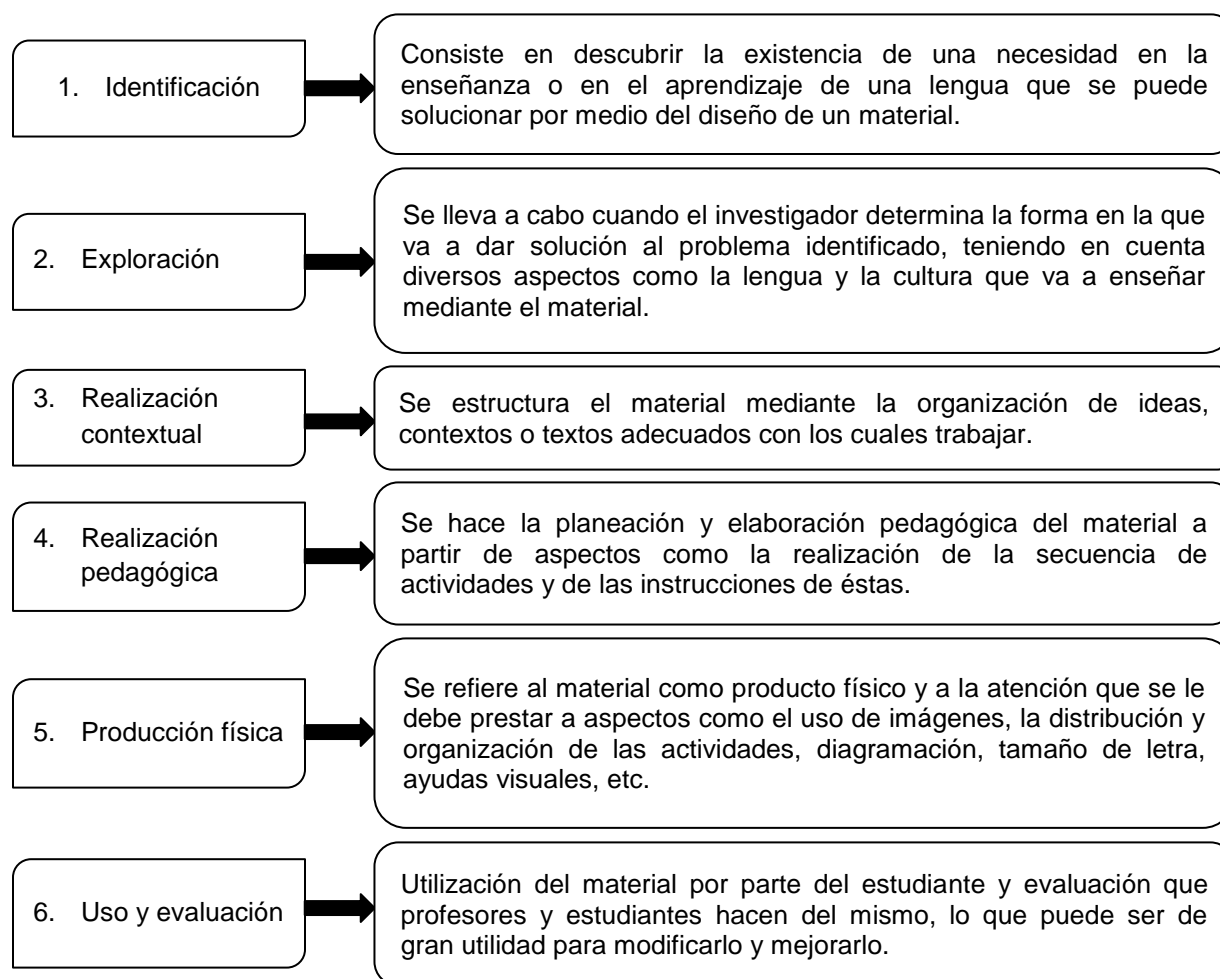 1. Identificación
Consiste en descubrir la existencia de una necesidad en la
enseñanza o en el aprendizaje de una lengua que se puede
solucionar por medio del diseño de un material.
2. Exploración
Se lleva a cabo cuando el investigador determina la forma en la que
va a dar solución al problema identificado, teniendo en cuenta
diversos aspectos como la lengua y la cultura que va a enseñar
mediante el material.
3. Realización
contextual
Se estructura el material mediante la organización de ideas,
contextos o textos adecuados con los cuales trabajar.
4. Realización
pedagógica
Se hace la planeación y elaboración pedagógica del material a
partir de aspectos como la realización de la secuencia de
actividades y de las instrucciones de éstas.
5. Producción física
Se refiere al material como producto físico y a la atención que se le
debe prestar a aspectos como el uso de imágenes, la distribución y
organización de las actividades, diagramación, tamaño de letra,
ayudas visuales, etc.
6. Uso y evaluación
Utilización del material por parte del estudiante y evaluación que
profesores y estudiantes hacen del mismo, lo que puede ser de
gran utilidad para modificarlo y mejorarlo.